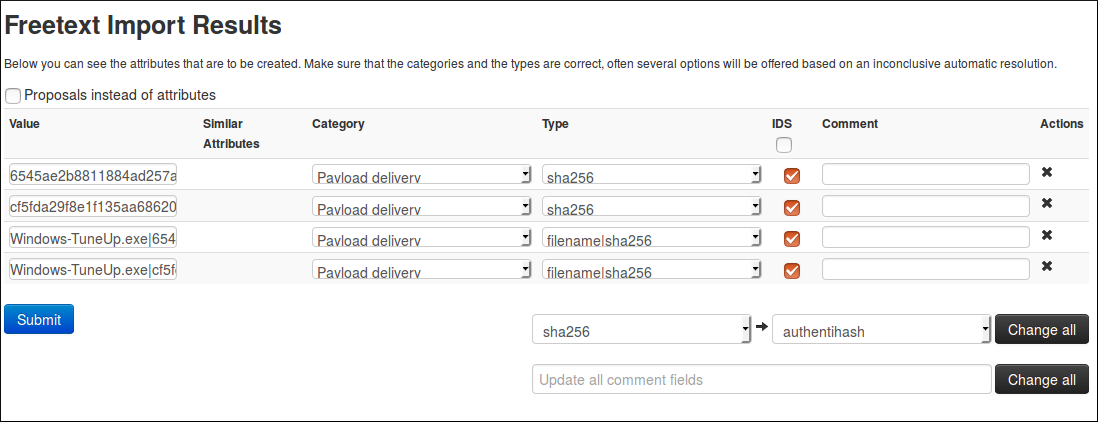 Freetext Import Results
Below you can see the attributes that are to be created. Make sure that the categories and the types are correct, often several options will be offered based on an inconclusive automatic resolution.
Proposals instead of attributes
Value Similar Attributes Category Type IDS Comment Actions
6545ae2b8811884ad257a Payload delivery sha256
cf5fda29f8e1f135aa68620 Payload delivery sha256
Windows-TuneUp.exe|654 Payload delivery filename|sha256
Windows-TuneUp.exe|cf5f Payload delivery filename|sha256
Submit
sha256 authentihash Change all
Update all comment fields Change all